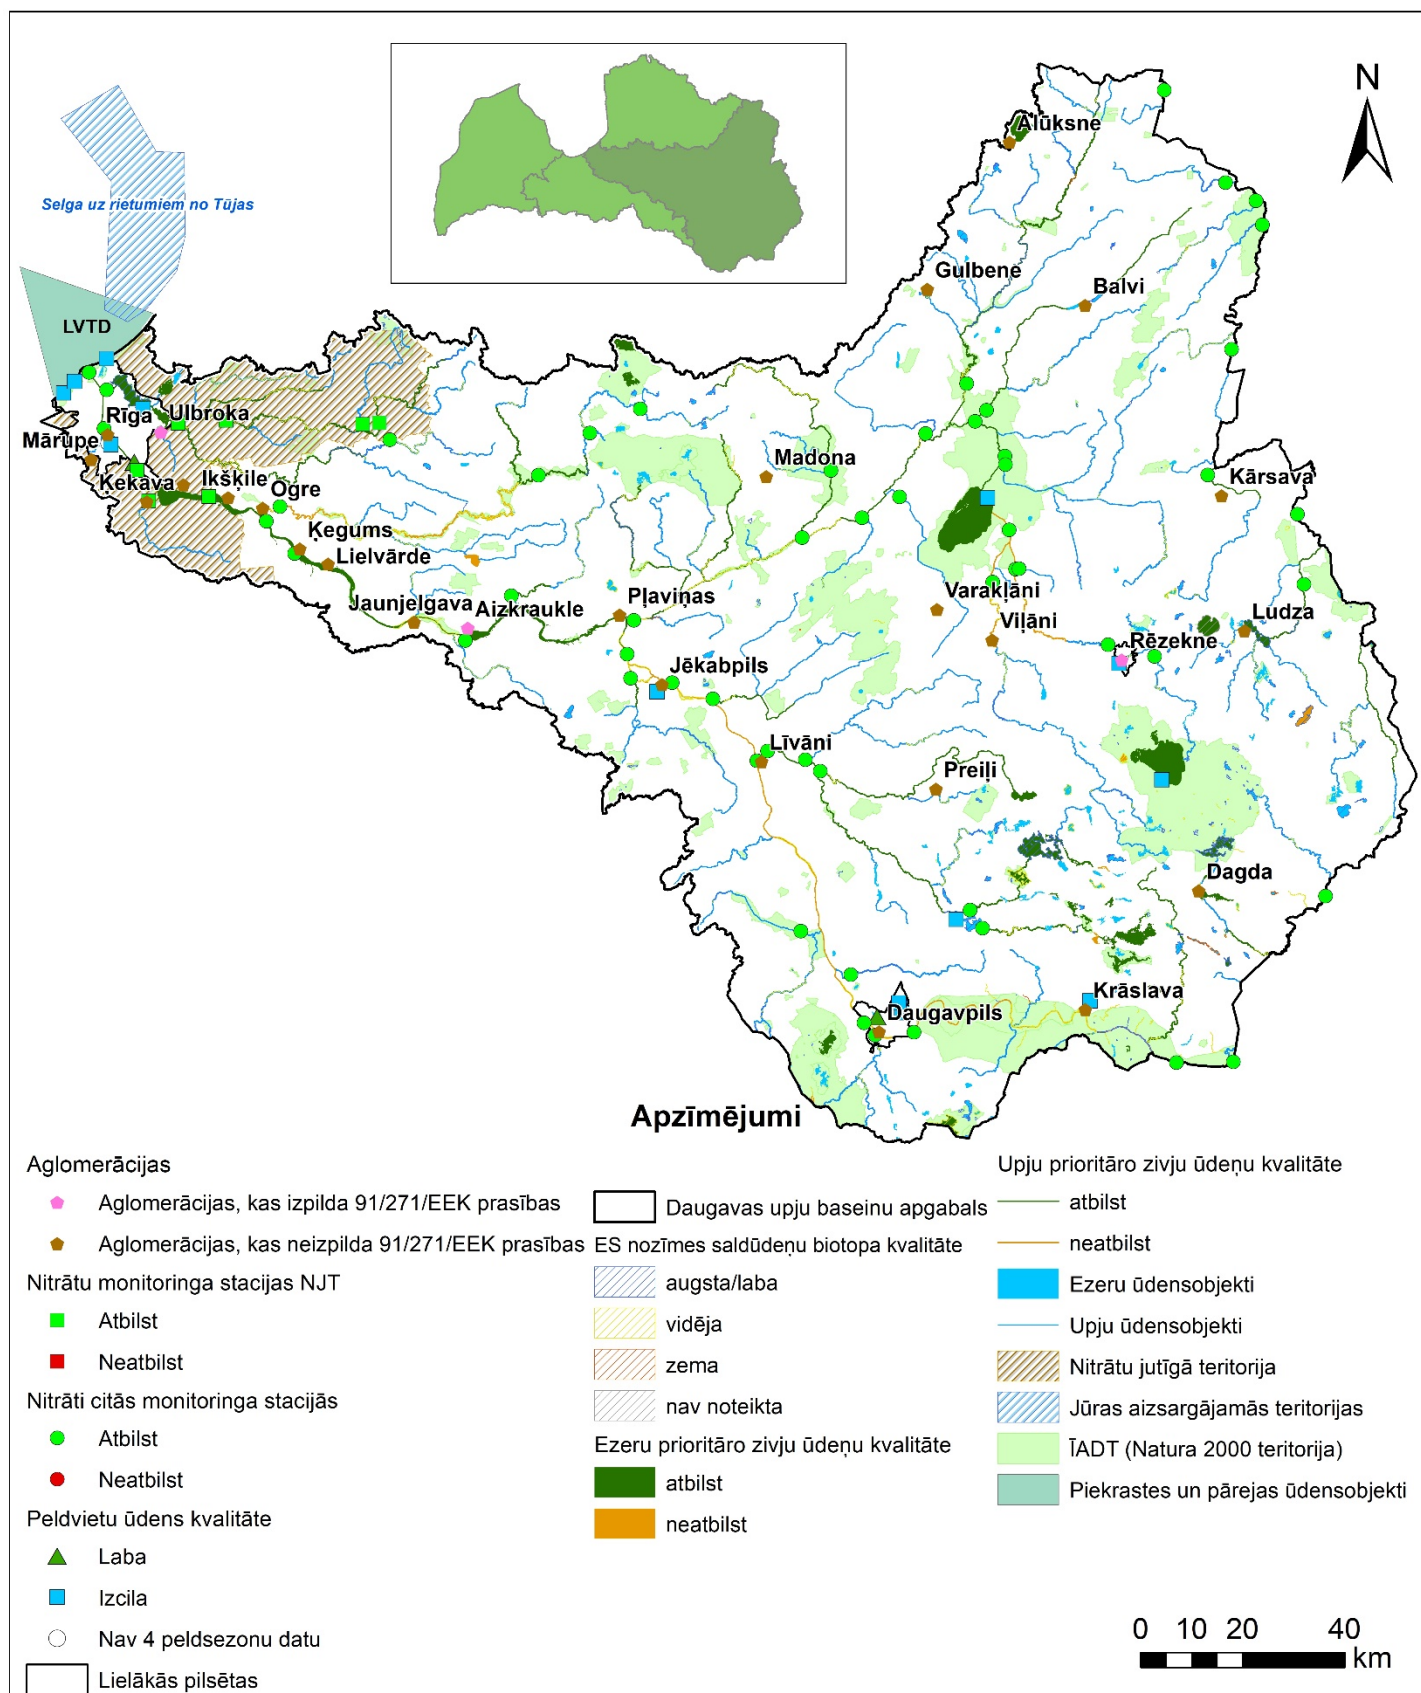 N
Alūksne
Selga uz rietumiem no Tūjas
Gulbene
Balvi
LVTD
Rīga
Ulbroka
Mārupe
Madona
Ķekava
Ikšķile
Ogre
Kārsava
Ķegums
Lielvārde
Jaunjelgava
Aizkraukle
Pļaviņas
Varakļāni
Viļāni
Ludza
Rēzekne
Jēkabpils
Līvāni
Preiļi
Dagda
Krāslava
Daugavpils
Apzīmējumi
Aglomerācijas
Aglomerācijas, kas izpilda 91/271/EEK prasības
Aglomerācijas, kas neizpilda 91/271/EEK prasības
Nitrātu monitoringa stacijas NJT
Atbilst
Neatbilst
Nitrāti citās monitoringa stacijās
Atbilst
Neatbilst
Peldvietu ūdens kvalitāte
Laba
Izcila
Nav 4 peldsezonu datu
Lielākās pilsētas
Daugavas upju baseinu apgabals
ES nozīmes saldūdeņu biotopa kvalitāte
augsta/laba
vidēja
zema
nav noteikta
Ezeru prioritāro zivju ūdeņu kvalitāte
atbilst
neatbilst
Upju prioritāro zivju ūdeņu kvalitāte
atbilst
neatbilst
Ezeru ūdensobjekti
Upju ūdensobjekti
Nitrātu jutīgā teritorija
Jūras aizsargājamās teritorijas
ĪADT (Natura 2000 teritorija)
Piekrastes un pārejas ūdensobjekti
0 10 20 40
km